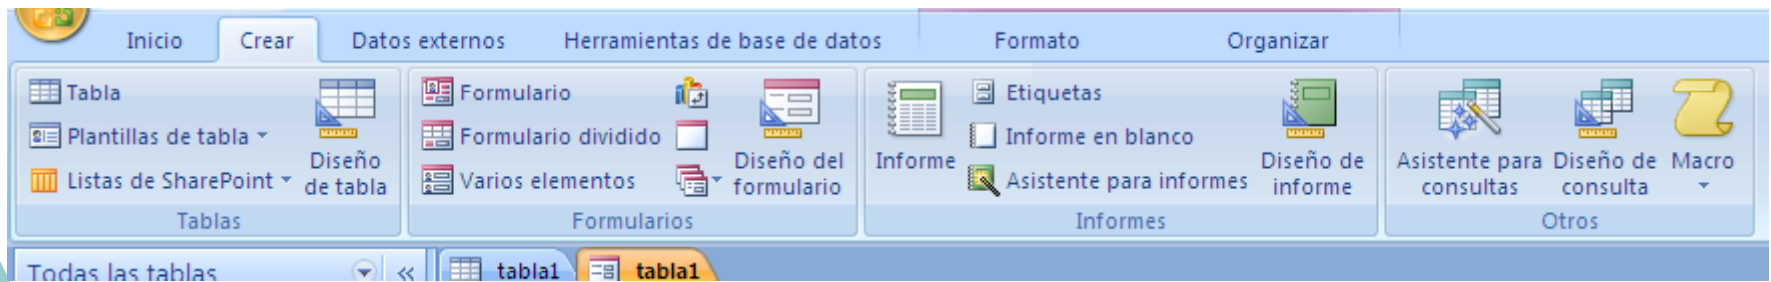 Inicio Crear Datos externos Herramientas de base de datos Formato Organizar
Tabla
Plantillas de tabla
Listas de SharePoint
Diseño
de tabla
Tablas
Formulario
Formulario dividido
Varios elementos
Diseño del
formulario
Formularios
Informe
Etiquetas
Informe en blanco
Asistente para informes
Diseño de
informe
Informes
Asistente para
consultas
Diseño de
consulta
Macro
Otros
Todas las tablas
tabla1
tabla1